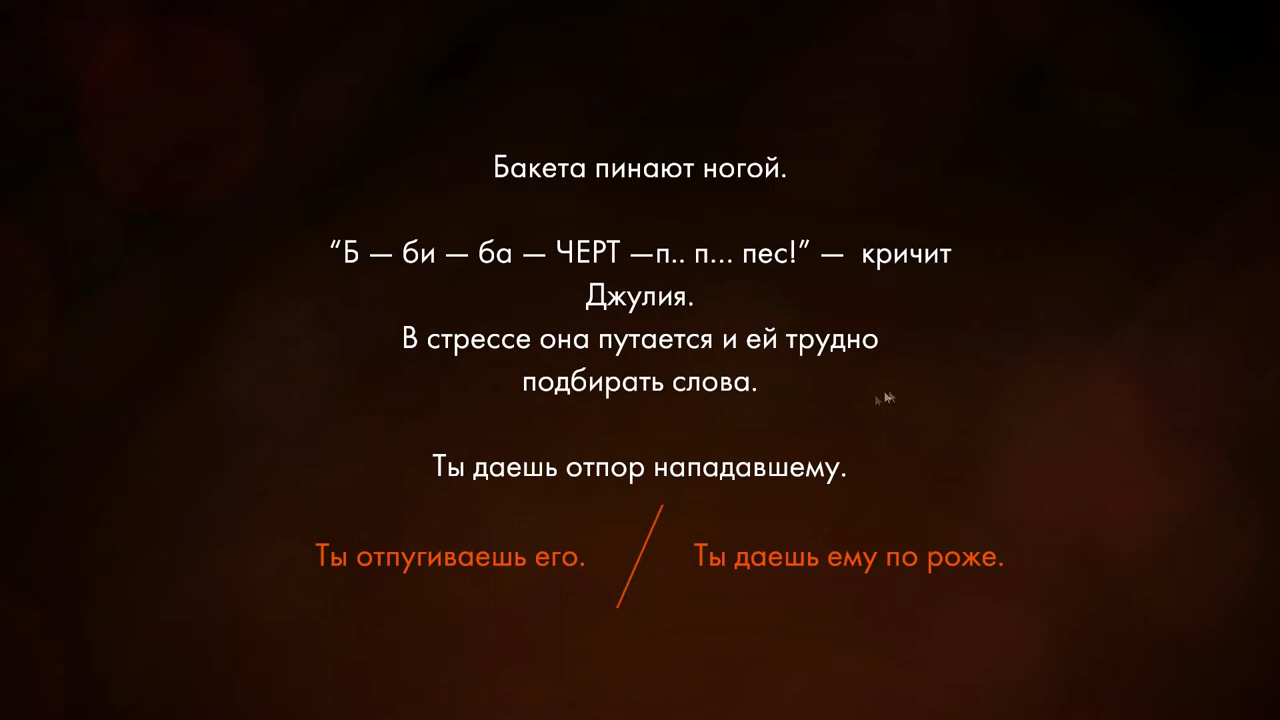 Бакета пинают ногой.
“Б — би — ба — ЧЕРТ —п.. п... пес!” — кричит
Джулия.
В стрессе она путается и ей трудно
подбирать слова.
Ты даешь отпор нападавшему.
Ты отпугиваешь его.
Ты даешь ему по роже.